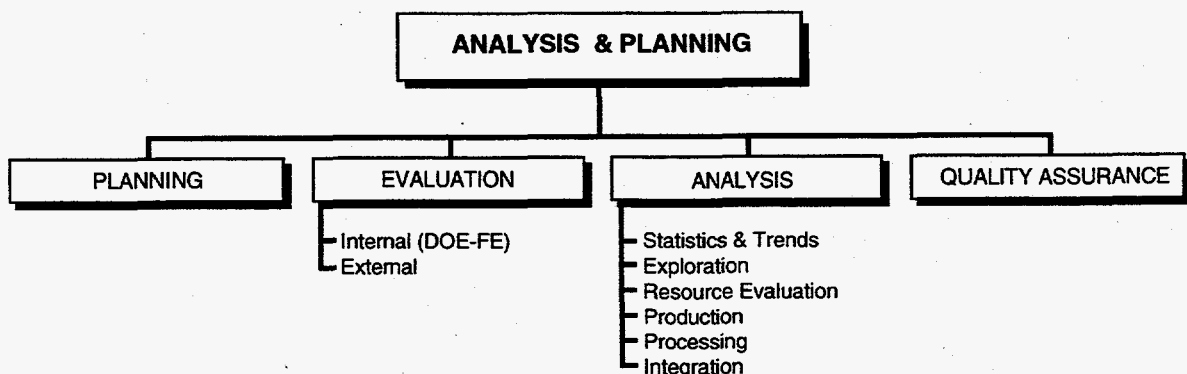 ANALYSIS & PLANNING
PLANNING
EVALUATION
ANALYSIS
QUALITY ASSURANCE
Internal (DOE-FE)
External
Statistics & Trends
Exploration
Resource Evaluation
Production
Processing
Integration